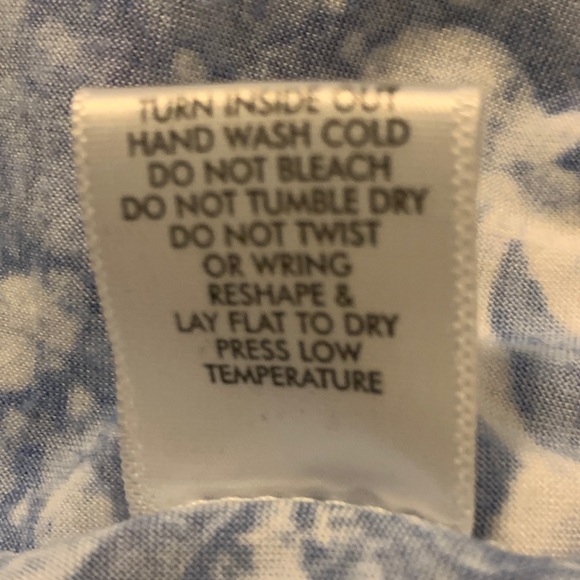 TURN INSIDE OUT
HAND WASH COLD
DO NOT BLEACH
DO NOT TUMBLE DRY
DO NOT TWIST
OR WRING
RESHAPE &
LAY FLAT TO DRY
PRESS LOW
TEMPERATURE